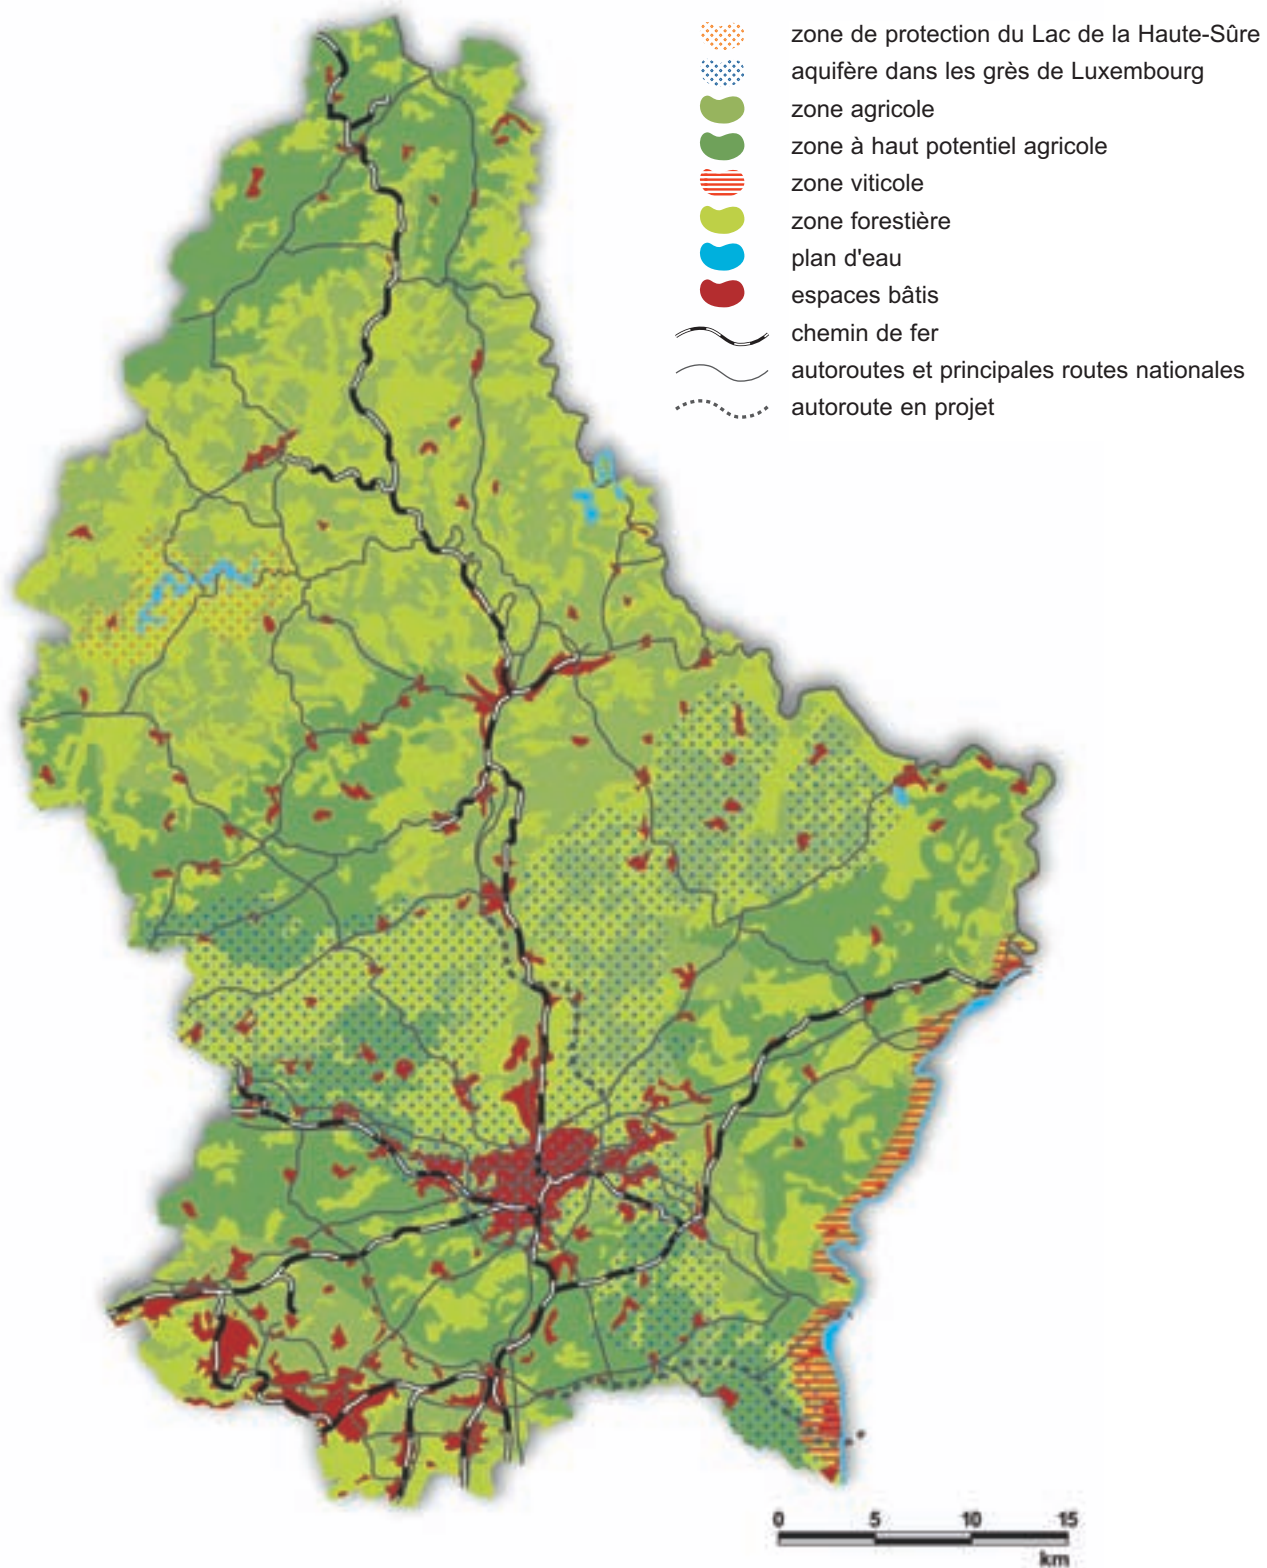 zone de protection du Lac de la Haute-Sûre
aquifère dans les grès de Luxembourg
zone agricole
zone à haut potentiel agricole
zone viticole
zone forestière
plan d'eau
espaces bâtis
chemin de fer
autoroutes et principales routes nationales
autoroute en projet
0 5 10 15
km